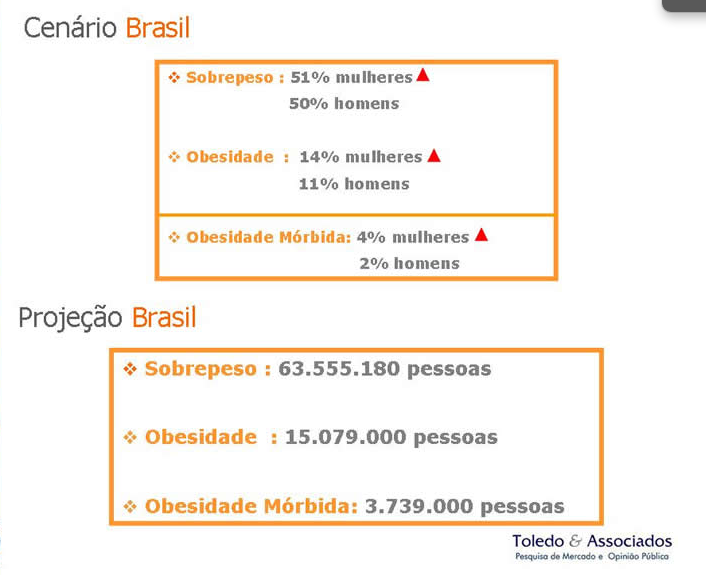 Cenário Brasil
❖ Sobrepeso : 51% mulheres ▲
50% homens
❖ Obesidade : 14% mulheres ▲
11% homens
❖ Obesidade Mórbida: 4% mulheres ▲
2% homens
Projeção Brasil
❖ Sobrepeso : 63.555.180 pessoas
❖ Obesidade : 15.079.000 pessoas
❖ Obesidade Mórbida: 3.739.000 pessoas
Toledo & Associados
Pesquisa de Mercado e Opinião Pública